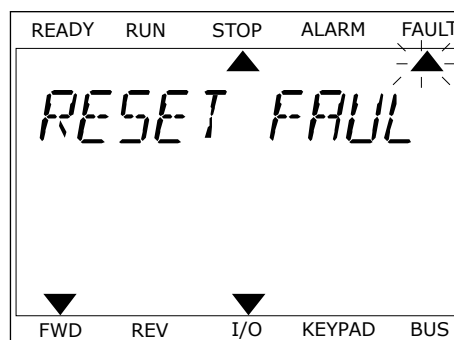 READY RUN STOP ALARM FAULT
RESET FAUL
FWD REV I/O KEYPAD BUS